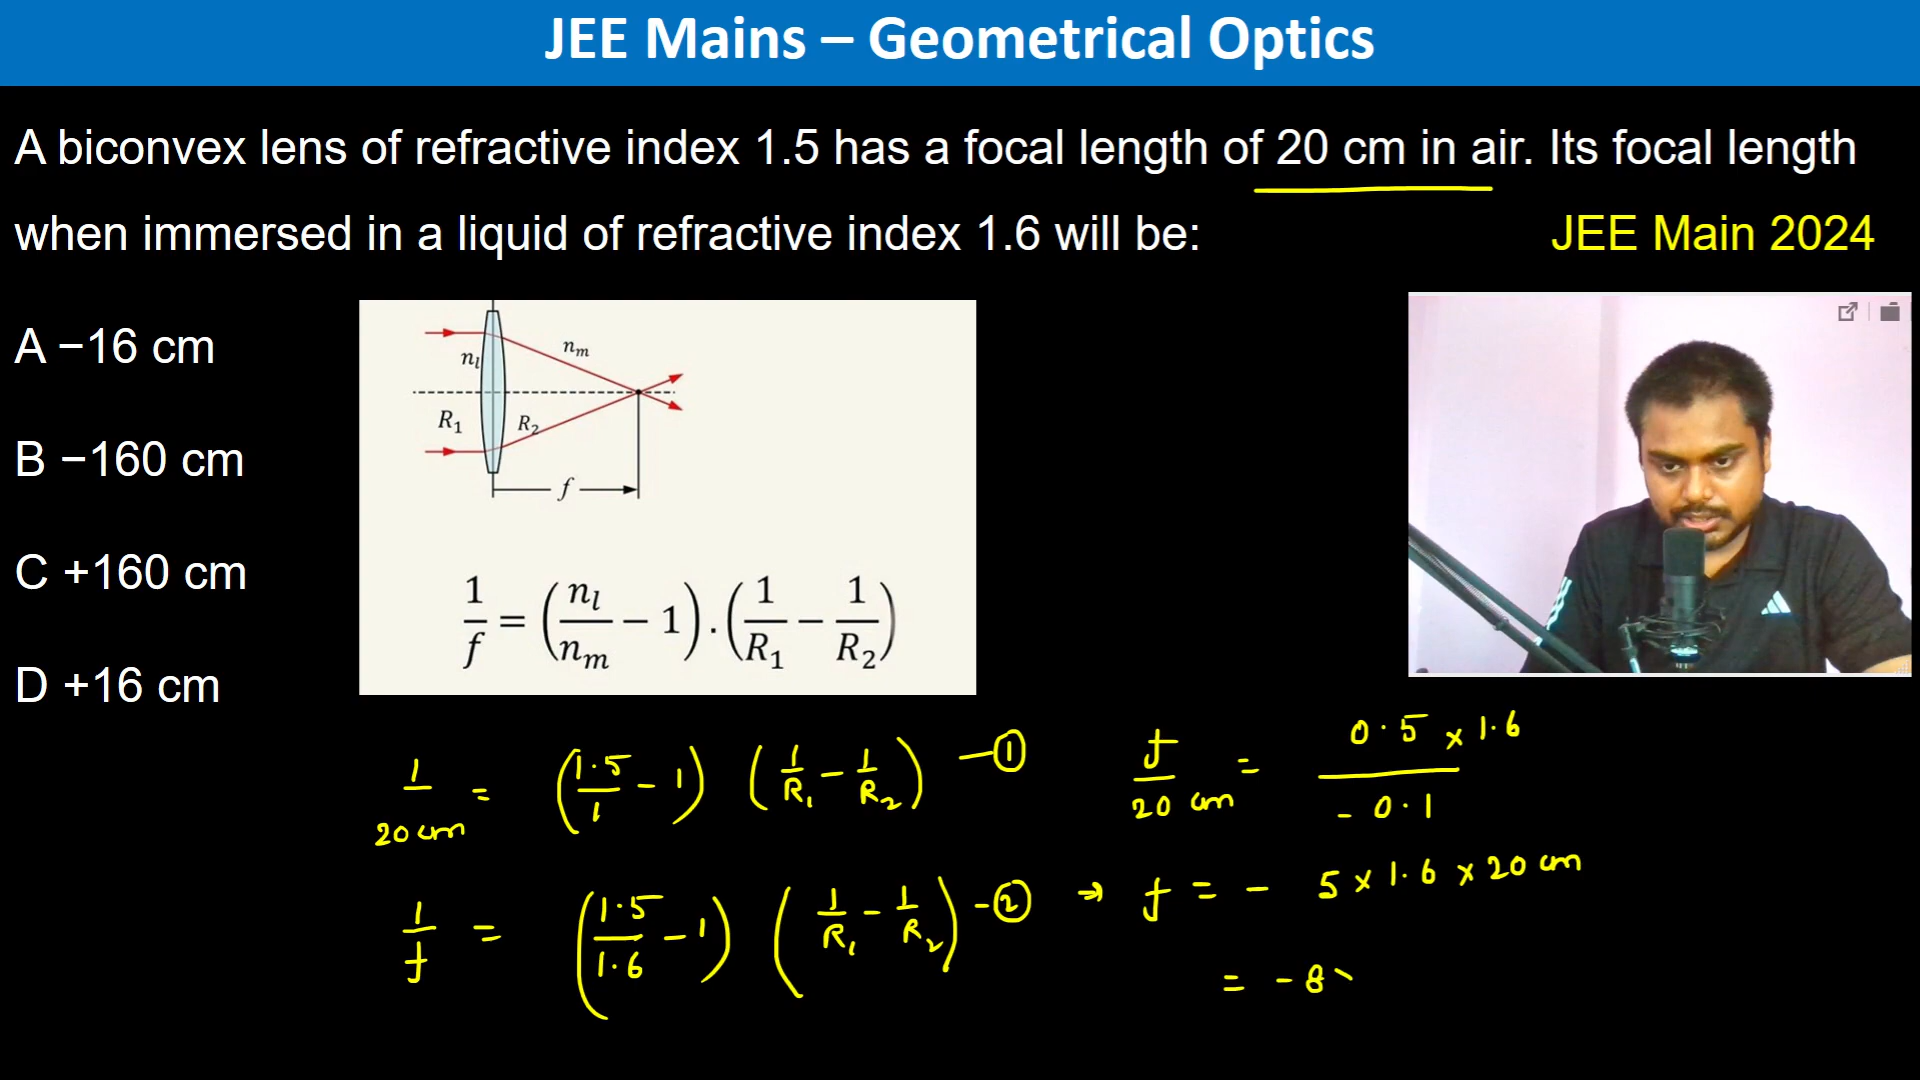 JEE Mains – Geometrical Optics
A biconvex lens of refractive index 1.5 has a focal length of 20 cm in air. Its focal length
when immersed in a liquid of refractive index 1.6 will be:
JEE Main 2024
A −16 cm
B −160 cm
C +160 cm
D +16 cm
n_l
n_m
R_1
R_2
f
1/f = (n_l/n_m − 1) . (1/R_1 − 1/R_2)
1/20 cm = (1.5/1 - 1) (1/R_1 - 1/R_2) — ①
1/f = (1.5/1.6 - 1) (1/R_1 - 1/R_2) - ②
f/20 cm = 0.5 x 1.6/- 0.1
→ f = - 5 x 1.6 x 20 cm
= - 8